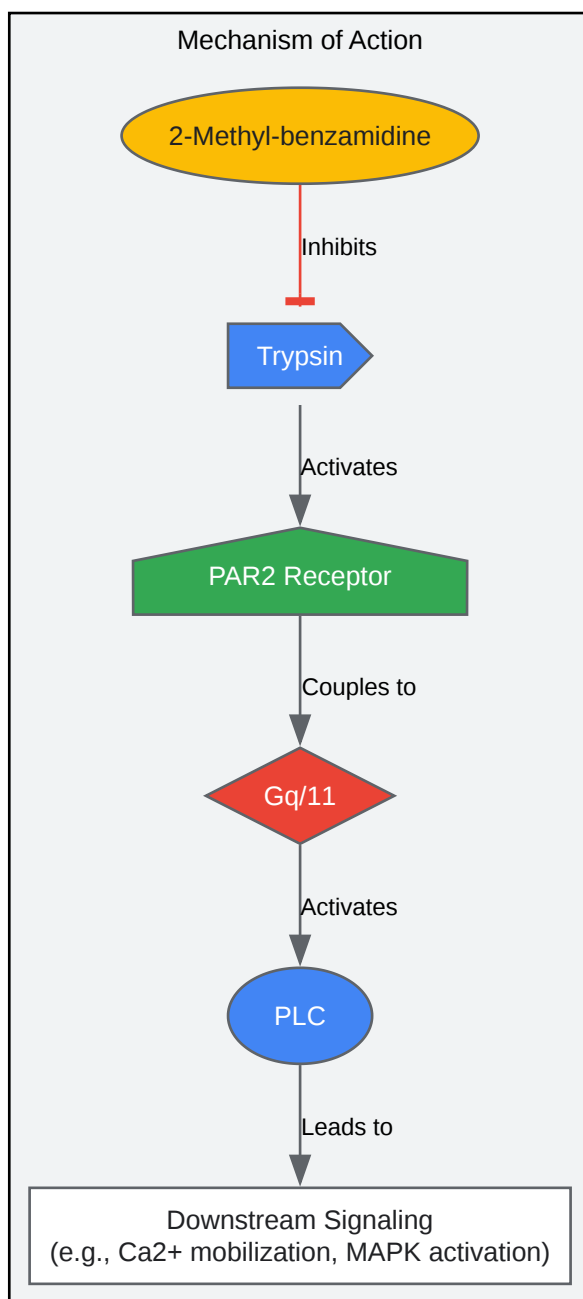 Mechanism of Action
2-Methyl-benzamidine
Inhibits
Trypsin
Activates
PAR2 Receptor
Couples to
Gq/11
Activates
PLC
Leads to
Downstream Signaling
(e.g., Ca2+ mobilization, MAPK activation)